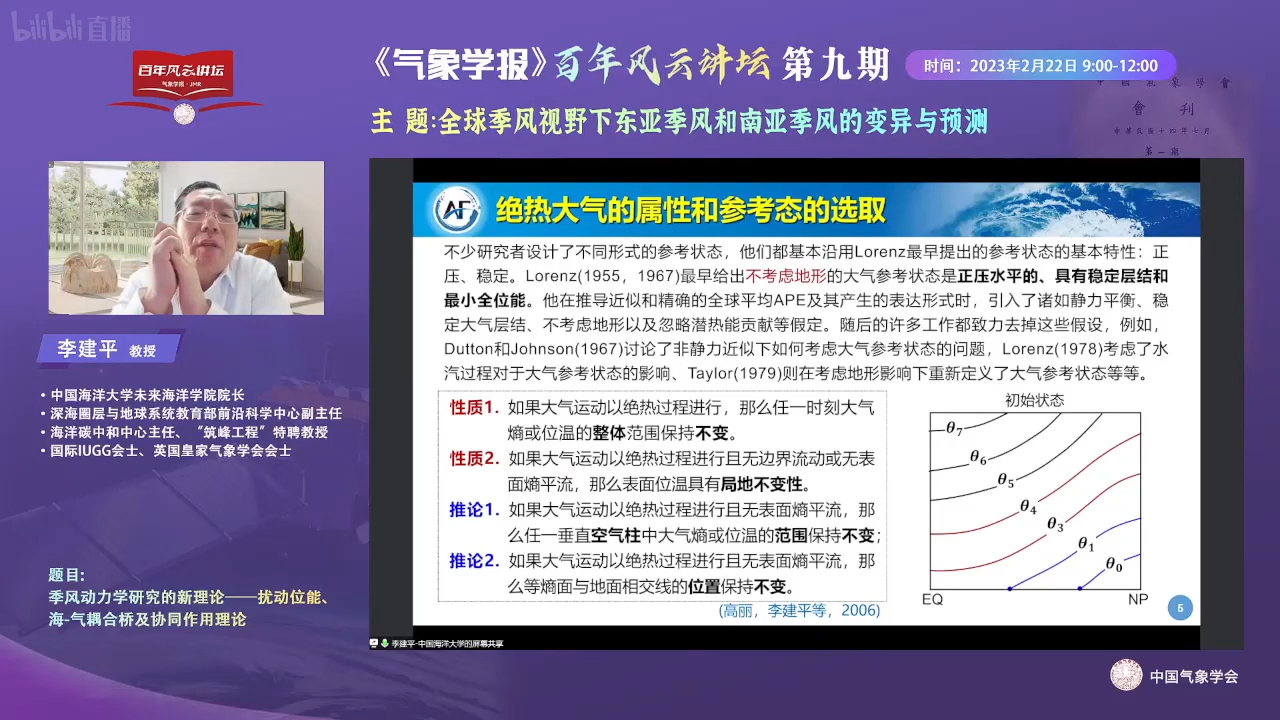 bilibili 直播
百年风云讲坛
气象学报·JMR
《气象学报》百年风云讲坛 第九期
时间：2023年2月22日 9:00-12:00
主 题:全球季风视野下东亚季风和南亚季风的变异与预测
中國氣象學會
會刊
中華民國十四年七月
第一期
李建平 教授
• 中国海洋大学未来海洋学院院长
• 深海圈层与地球系统教育部前沿科学中心副主任
• 海洋碳中和中心主任、“筑峰工程”特聘教授
• 国际IUGG会士、英国皇家气象学会会士
题目:
季风动力学研究的新理论——扰动位能、
海-气耦合桥及协同作用理论
AF
绝热大气的属性和参考态的选取
不少研究者设计了不同形式的参考状态，他们都基本沿用Lorenz最早提出的参考状态的基本特性：正
压、稳定。Lorenz(1955，1967)最早给出不考虑地形的大气参考状态是正压水平的、具有稳定层结和
最小全位能。他在推导近似和精确的全球平均APE及其产生的表达形式时，引入了诸如静力平衡、稳
定大气层结、不考虑地形以及忽略潜热能贡献等假定。随后的许多工作都致力去掉这些假设，例如，
Dutton和Johnson(1967)讨论了非静力近似下如何考虑大气参考状态的问题，Lorenz(1978)考虑了水
汽过程对于大气参考状态的影响、Taylor(1979)则在考虑地形影响下重新定义了大气参考状态等等。
性质1. 如果大气运动以绝热过程进行，那么任一时刻大气
熵或位温的整体范围保持不变。
性质2. 如果大气运动以绝热过程进行且无边界流动或无表
面熵平流，那么表面位温具有局地不变性。
推论1. 如果大气运动以绝热过程进行且无表面熵平流，那
么任一垂直空气柱中大气熵或位温的范围保持不变；
推论2. 如果大气运动以绝热过程进行且无表面熵平流，那
么等熵面与地面相交线的位置保持不变。
(高丽，李建平等，2006)
初始状态
θ7
θ6
θ5
θ4
θ3
θ1
θ0
EQ NP
5
李建平-中国海洋大学的屏幕共享
中国气象学会